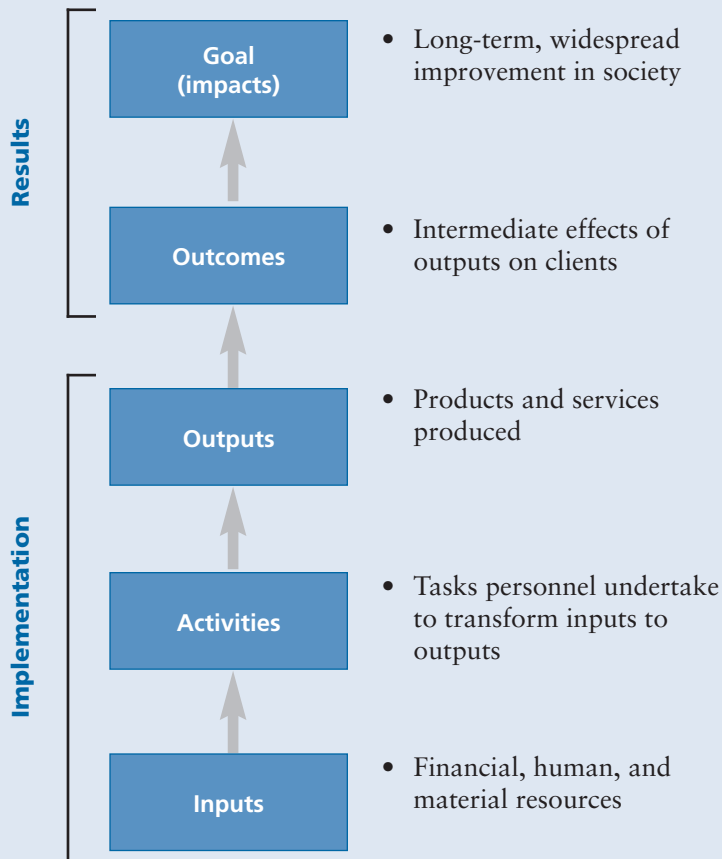 Results
Goal
(impacts)
• Long-term, widespread
improvement in society
Outcomes
• Intermediate effects of
outputs on clients
Implementation
Outputs
• Products and services
produced
Activities
• Tasks personnel undertake
to transform inputs to
outputs
Inputs
• Financial, human, and
material resources